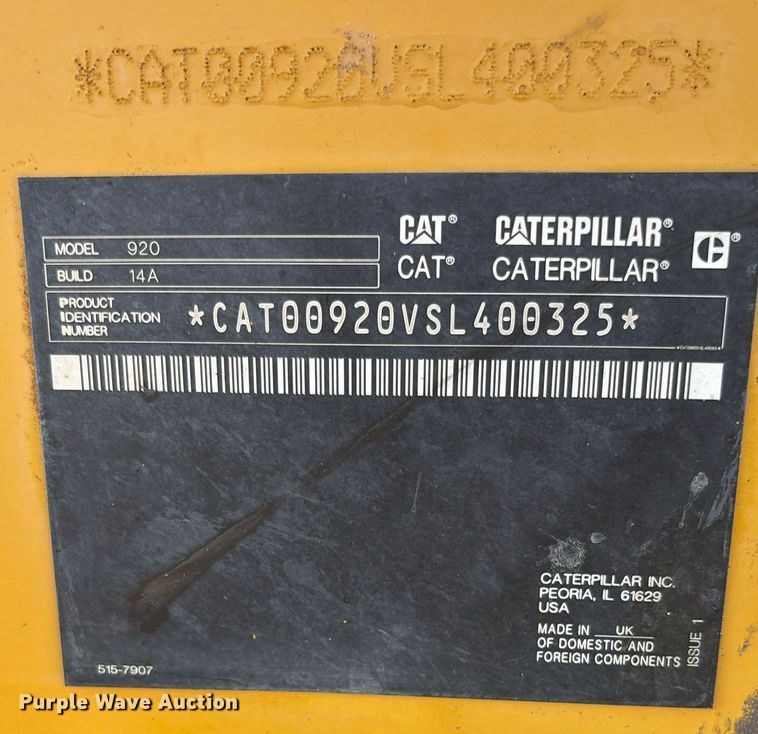 *CAT00920VSL400325*
CAT® CATERPILLAR®
CAT® CATERPILLAR®
C ®
MODEL 920
BUILD 14A
PRODUCT
IDENTIFICATION
NUMBER
*CAT00920VSL400325*
*CAT00920VSL400325*
CATERPILLAR INC.
PEORIA, IL 61629
USA
MADE IN UK
OF DOMESTIC AND
FOREIGN COMPONENTS
ISSUE 1
515-7907
Purple Wave Auction